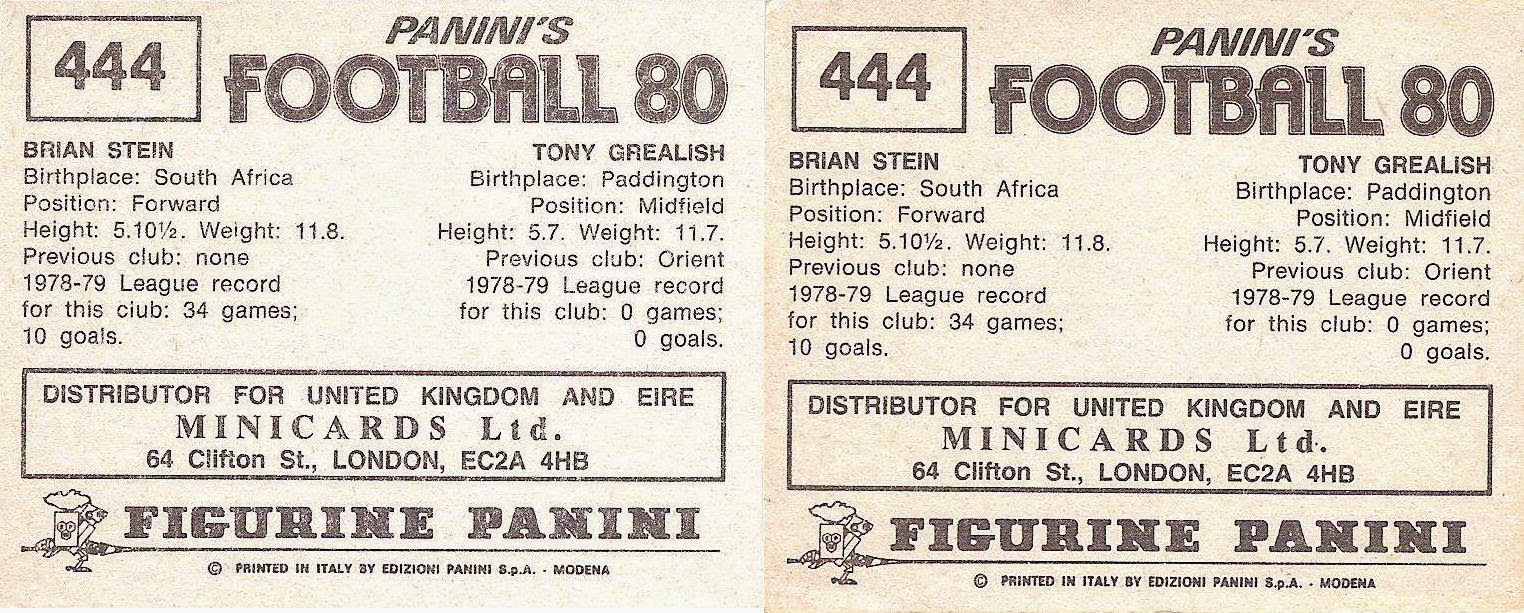 444
PANINI'S
FOOTBALL 80
BRIAN STEIN
Birthplace: South Africa
Position: Forward
Height: 5.10½. Weight: 11.8.
Previous club: none
1978-79 League record
for this club: 34 games;
10 goals.
TONY GREALISH
Birthplace: Paddington
Position: Midfield
Height: 5.7. Weight: 11.7.
Previous club: Orient
1978-79 League record
for this club: 0 games;
0 goals.
DISTRIBUTOR FOR UNITED KINGDOM AND EIRE
MINICARDS Ltd.
64 Clifton St., LONDON, EC2A 4HB
FIGURINE PANINI
© PRINTED IN ITALY BY EDIZIONI PANINI S.p.A. - MODENA
444
PANINI'S
FOOTBALL 80
BRIAN STEIN
Birthplace: South Africa
Position: Forward
Height: 5.10½. Weight: 11.8.
Previous club: none
1978-79 League record
for this club: 34 games;
10 goals.
TONY GREALISH
Birthplace: Paddington
Position: Midfield
Height: 5.7. Weight: 11.7.
Previous club: Orient
1978-79 League record
for this club: 0 games;
0 goals.
DISTRIBUTOR FOR UNITED KINGDOM AND EIRE
MINICARDS Ltd.
64 Clifton St., LONDON, EC2A 4HB
FIGURINE PANINI
© PRINTED IN ITALY BY EDIZIONI PANINI S.p.A. - MODENA